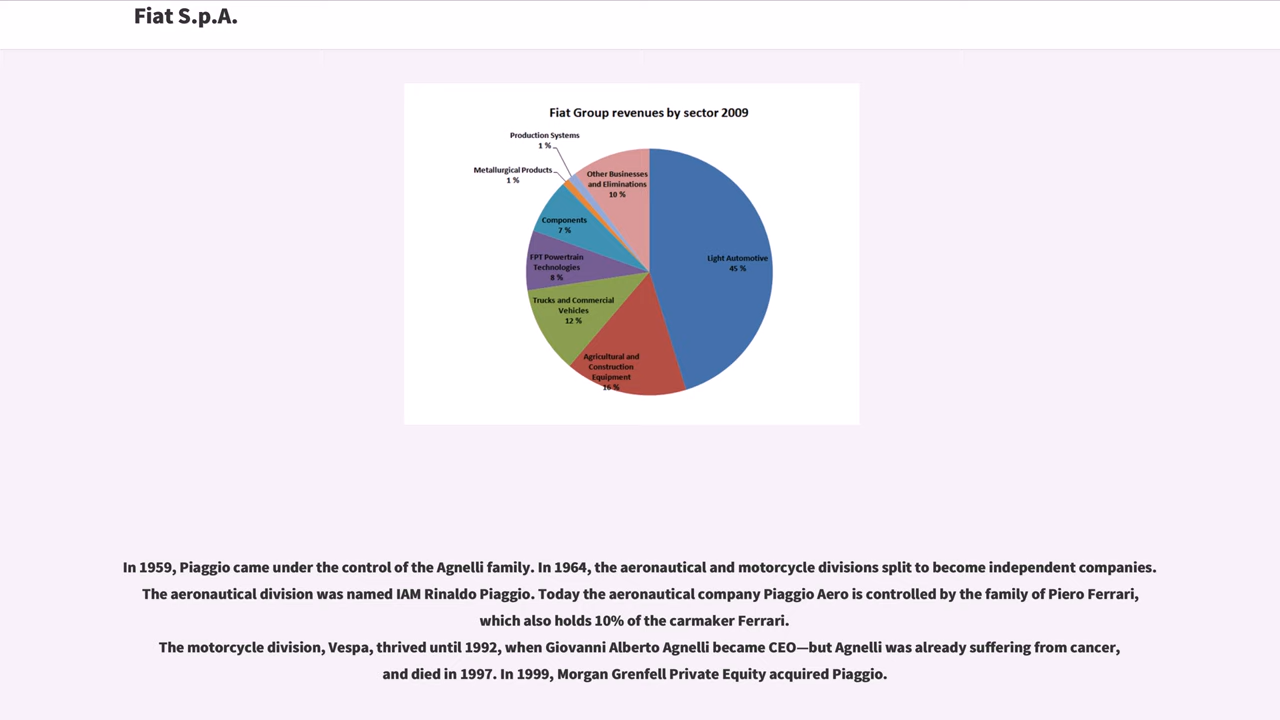 Fiat S.p.A.
Fiat Group revenues by sector 2009
Production Systems
1 %
Metallurgical Products
1 %
Other Businesses
and Eliminations
10 %
Components
7 %
Light Automotive
45 %
FPT Powertrain
Technologies
8 %
Trucks and Commercial
Vehicles
12 %
Agricultural and
Construction
Equipment
16 %
In 1959, Piaggio came under the control of the Agnelli family. In 1964, the aeronautical and motorcycle divisions split to become independent companies.
The aeronautical division was named IAM Rinaldo Piaggio. Today the aeronautical company Piaggio Aero is controlled by the family of Piero Ferrari,
which also holds 10% of the carmaker Ferrari.
The motorcycle division, Vespa, thrived until 1992, when Giovanni Alberto Agnelli became CEO—but Agnelli was already suffering from cancer,
and died in 1997. In 1999, Morgan Grenfell Private Equity acquired Piaggio.